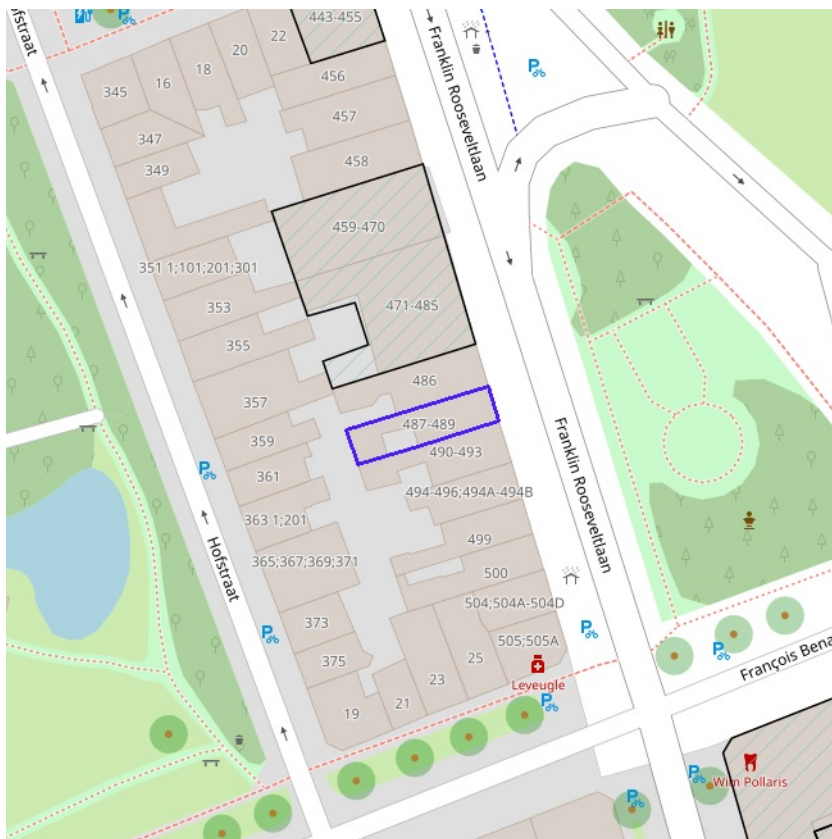 443-455
22
20
18
16
345
fstraat
Franklin Rooseveltlaan
456
457
458
347
349
459-470
351 1;101;201;301
471-485
353
355
486
357
487-489
359
490-493
361
494-496;494A-494B
363 1;201
499
365;367;369;371
500
504;504A-504D
373
505;505A
375
25
23
21
19
Hofstraat
Franklin Rooseveltlaan
Leveugle
François Bena
Wim Pollaris
P
P
P
P
P
P
P
P
P
P